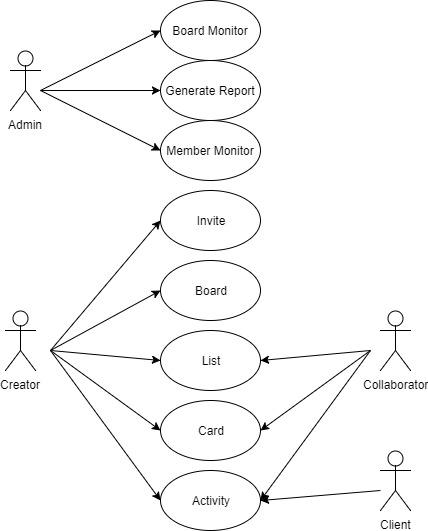 Board Monitor
Generate Report
Admin
Member Monitor
Invite
Board
List
Creator
Collaborator
Card
Activity
Client